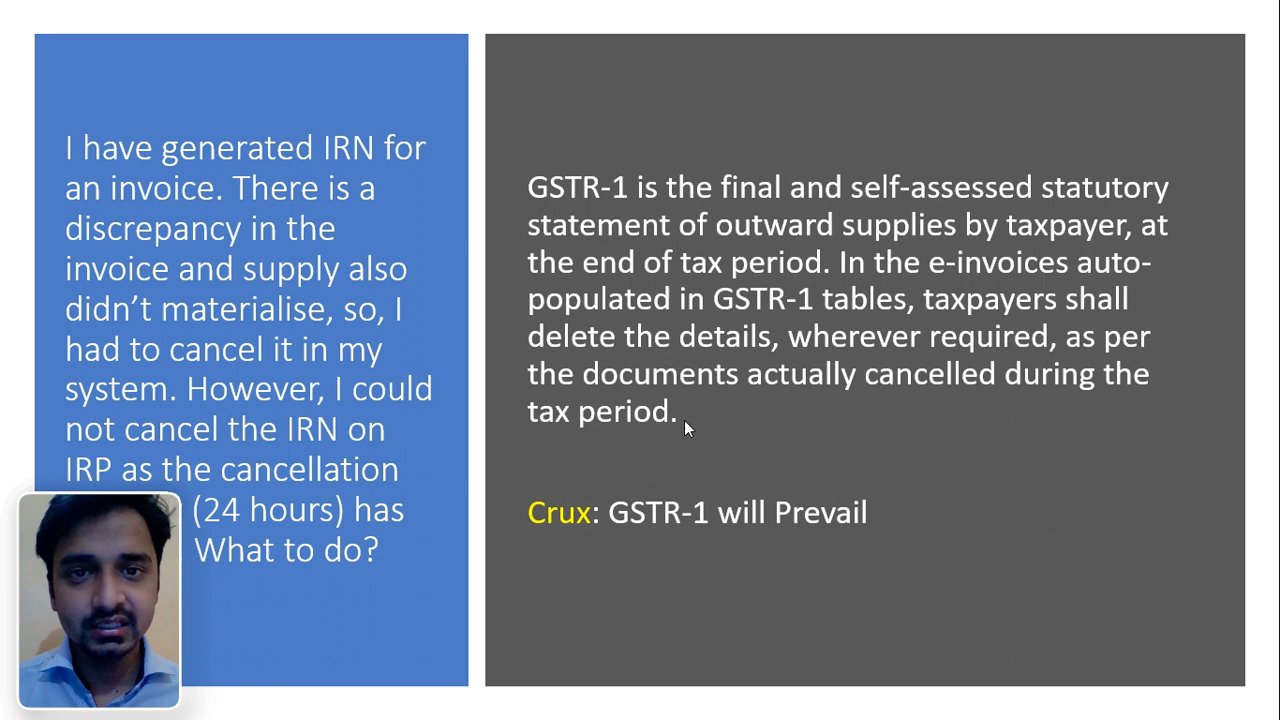 I have generated IRN for
an invoice. There is a
discrepancy in the
invoice and supply also
didn’t materialise, so, I
had to cancel it in my
system. However, I could
not cancel the IRN on
IRP as the cancellation
(24 hours) has
What to do?
GSTR-1 is the final and self-assessed statutory
statement of outward supplies by taxpayer, at
the end of tax period. In the e-invoices auto-
populated in GSTR-1 tables, taxpayers shall
delete the details, wherever required, as per
the documents actually cancelled during the
tax period.
Crux: GSTR-1 will Prevail